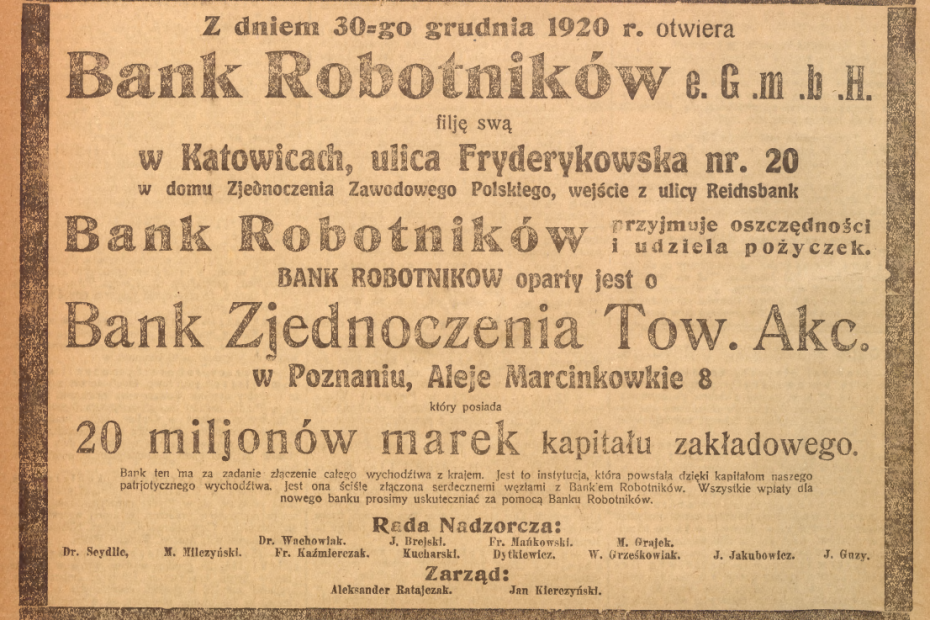 Z dniem 30-go grudnia 1920 r. otwiera
Bank Robotników e. G .m .b .H.
filję swą
w Katowicach, ulica Fryderykowska nr. 20
w domu Zjednoczenia Zawodowego Polskiego, wejście z ulicy Reichsbank
Bank Robotników przyjmuje oszczędności
i udziela pożyczek.
BANK ROBOTNIKOW oparty jest o
Bank Zjednoczenia Tow. Akc.
w Poznaniu, Aleje Marcinkowkie 8
który posiada
20 miljonów marek kapitału zakładowego.
Bank ten ma za zadanie złączenie całego wychodźtwa z krajem. Jest to instytucja, która powstała dzięki kapitałom naszego
patrjotycznego wychodźtwa. Jest ona ściśle złączona serdecznemi węzłami z Bank'em Robotników. Wszystkie wpłaty dla
nowego banku prosimy uskuteczniać za pomocą Banku Robotników.
Rada Nadzorcza:
Dr. Wachowiak. J. Brejski. Fr. Mańkowski. M. Grajek.
Dr. Seydlic, M. Milczyński. Fr. Kaźmierczak. Kucharski. Dytkiewicz. W. Grześkowiak. J. Jakubowicz. J. Guzy.
Zarząd:
Aleksander Ratajczak. Jan Kierczyński.